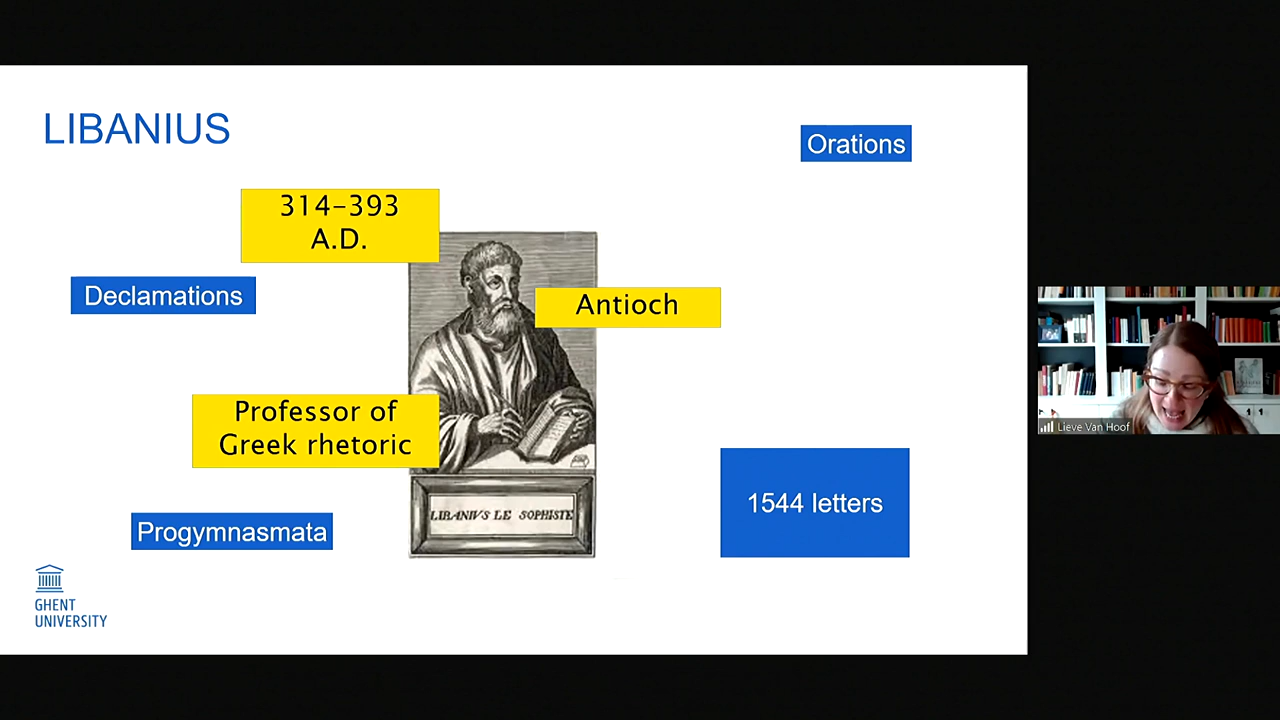 LIBANIUS
Orations
314–393
A.D.
Declamations
Antioch
Professor of
Greek rhetoric
1544 letters
Progymnasmata
LIBANIVS LE SOPHISTE
GHENT
UNIVERSITY
Lieve Van Hoof